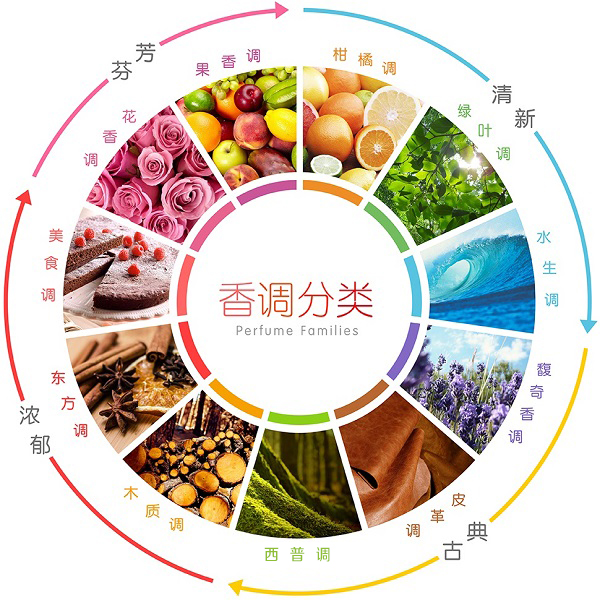 香调分类
Perfume Families
柑橘调
清新
绿叶调
水生调
馥奇香调
古典
皮革调
西普调
木质调
浓郁
东方调
美食调
花香调
芬芳
果香调